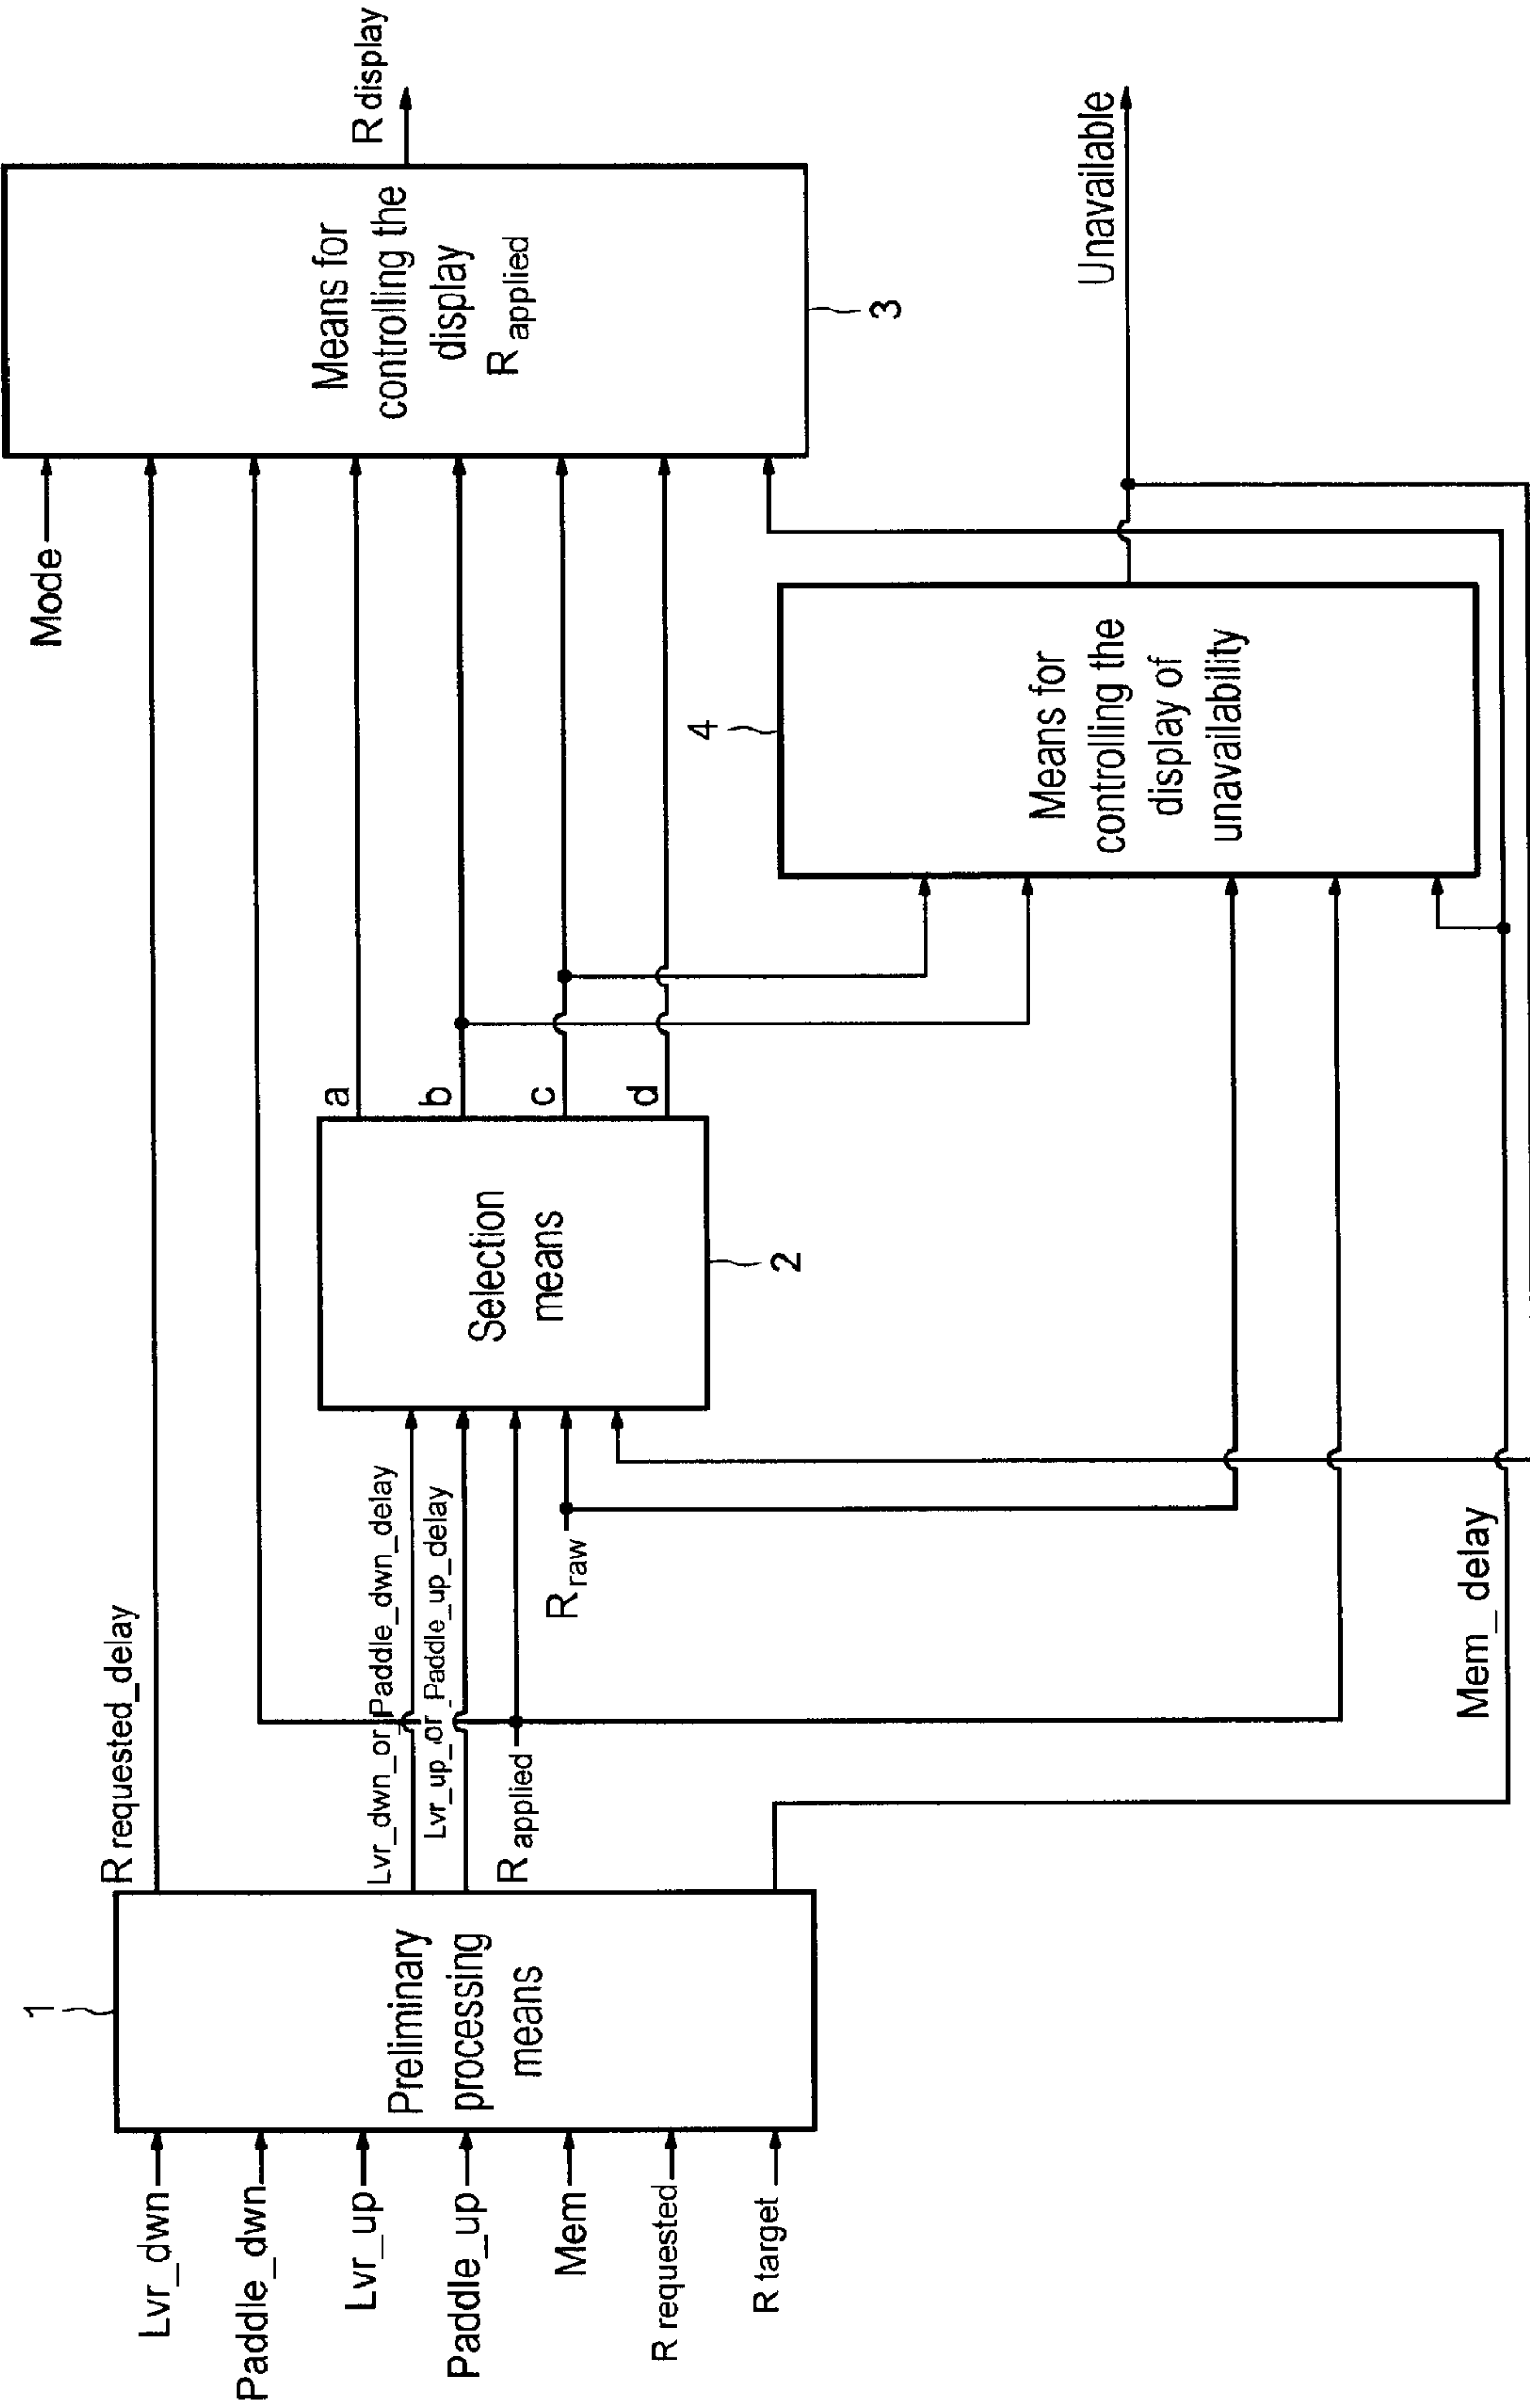 Lvr_dwn
Paddle_dwn
Lvr_up
Paddle_up
Mem
R requested
R target
1
Preliminary
processing
means
R requested_delay
Lvr_dwn_or_Paddle_dwn_delay
Lvr_up_or_Paddle_up_delay
R applied
R raw
Mem_delay
Selection
means
2
a
b
c
d
4
Means for
controlling the
display of
unavailability
Mode
Means for
controlling the
display
R applied
3
R display
Unavailable